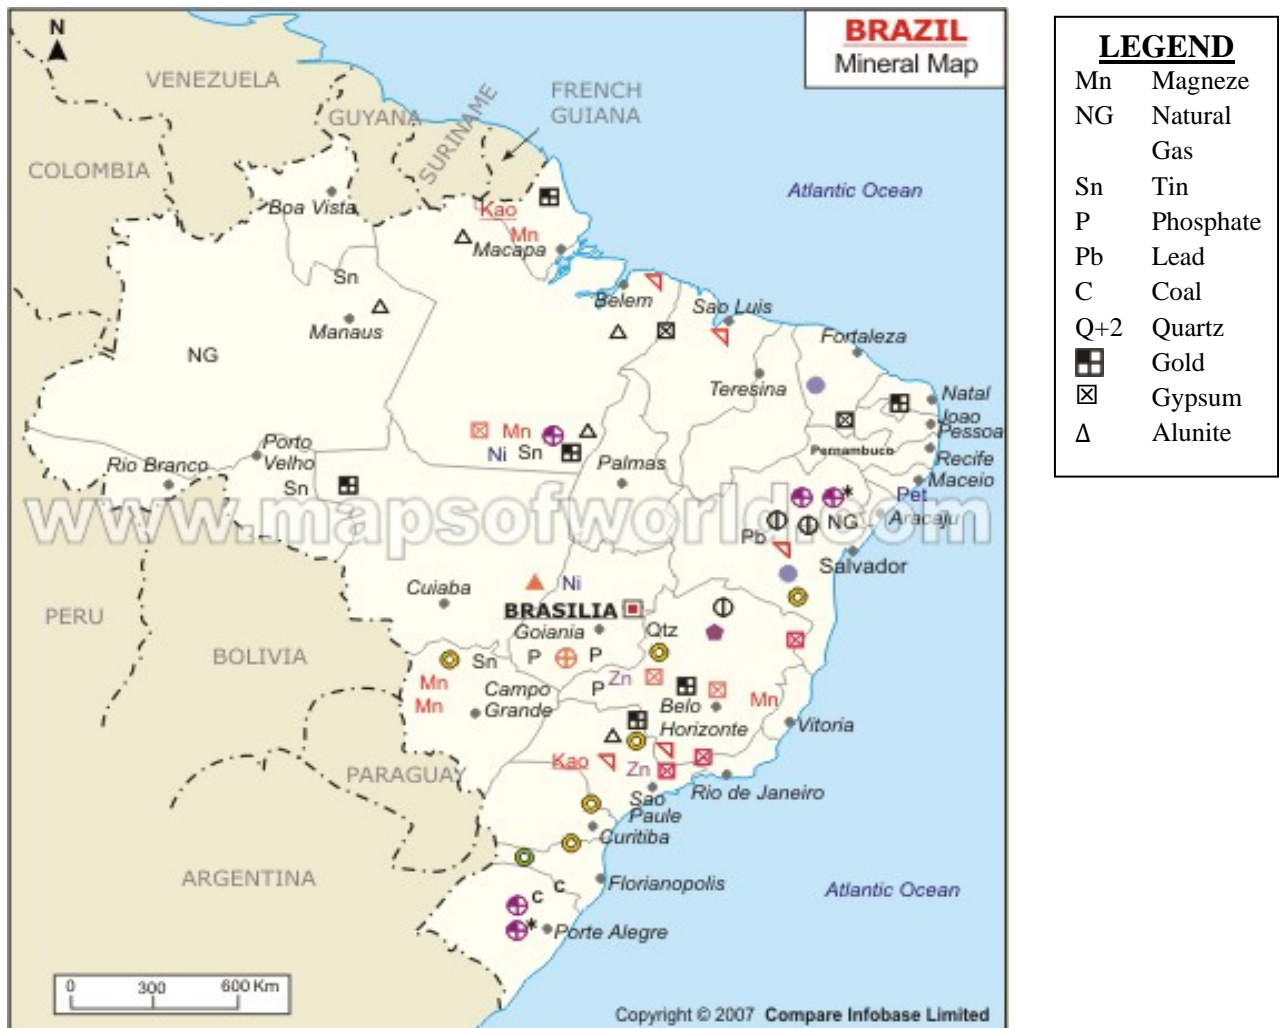 BRAZIL
Mineral Map
N
VENEZUELA
GUYANA
SURINAME
FRENCH
GUIANA
COLOMBIA
Atlantic Ocean
Boa Vista
Kao
Mn
Macapa
Sn
Manaus
NG
Belem
Sao Luis
Fortaleza
Teresina
Natal
Joao
Pessoa
Pernambuco
Recife
Maceio
Mn
Ni
Sn
Porto
Velho
Rio Branco
Sn
Palmas
Pet
Aracaju
NG
Pb
Salvador
www.mapsofworld.com
PERU
BOLIVIA
Cuiaba
Ni
BRASILIA
Goiania
Qtz
Sn
P
P
Mn
Mn
Campo
Grande
P
Zn
Belo
Horizonte
Mn
Vitoria
PARAGUAY
Kao
Zn
Sao
Paule
Rio de Janeiro
Curitiba
ARGENTINA
Florianopolis
C
C
*
*
Porte Alegre
Atlantic Ocean
0 300 600 Km
Copyright © 2007 Compare Infobase Limited
LEGEND
Mn Magneze
NG Natural
Gas
Sn Tin
P Phosphate
Pb Lead
C Coal
Q+2 Quartz
Gold
Gypsum
Δ Alunite